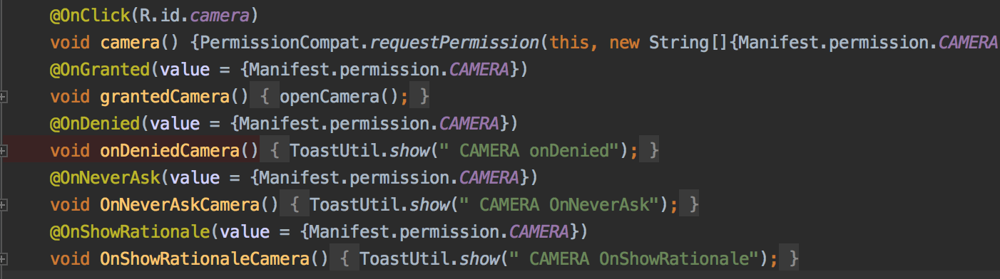 @OnClick(R.id.camera)
void camera() {PermissionCompat.requestPermission(this, new String[]{Manifest.permission.CAMERA
@OnGranted(value = {Manifest.permission.CAMERA})
void grantedCamera() { openCamera(); }
@OnDenied(value = {Manifest.permission.CAMERA})
void onDeniedCamera() { ToastUtil.show(" CAMERA onDenied"); }
@OnNeverAsk(value = {Manifest.permission.CAMERA})
void OnNeverAskCamera() { ToastUtil.show(" CAMERA OnNeverAsk"); }
@OnShowRationale(value = {Manifest.permission.CAMERA})
void OnShowRationaleCamera() { ToastUtil.show(" CAMERA OnShowRationale"); }